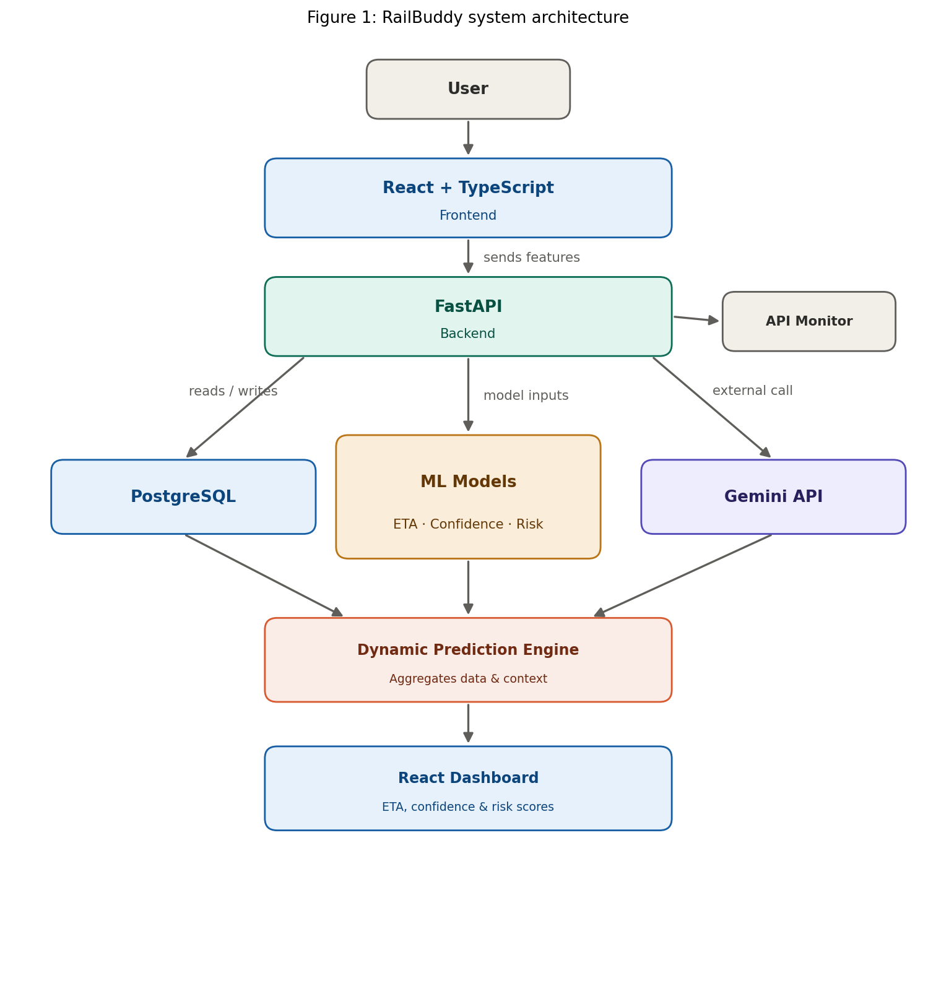 Figure 1: RailBuddy system architecture
User
React + TypeScript
Frontend
sends features
FastAPI
Backend
API Monitor
reads / writes
model inputs
external call
PostgreSQL
ML Models
ETA · Confidence · Risk
Gemini API
Dynamic Prediction Engine
Aggregates data & context
React Dashboard
ETA, confidence & risk scores